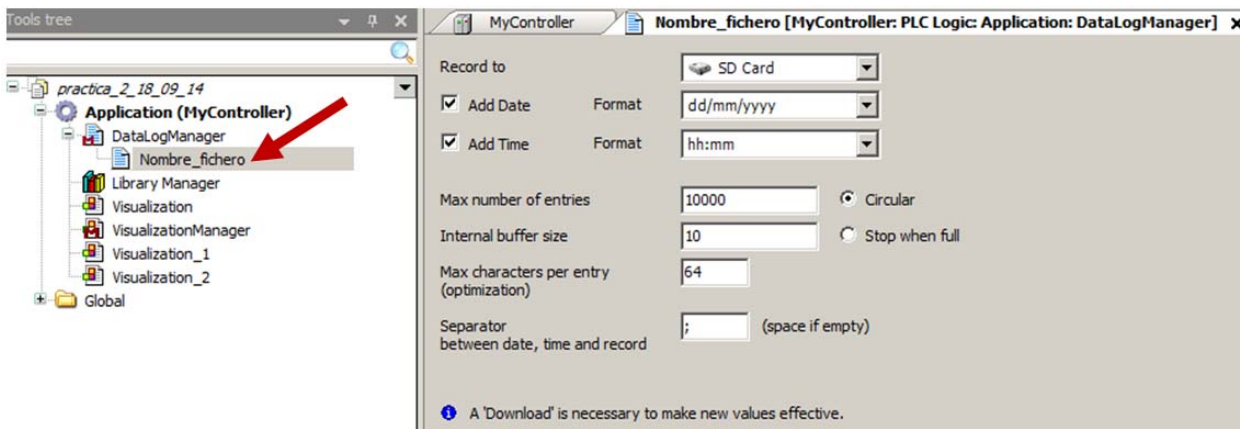 Tools tree
practica_2_18_09_14
Application (MyController)
DataLogManager
Nombre_fichero
Library Manager
Visualization
VisualizationManager
Visualization_1
Visualization_2
Global
MyController
Nombre_fichero [MyController: PLC Logic: Application: DataLogManager]
Record to SD Card
Add Date Format dd/mm/yyyy
Add Time Format hh:mm
Max number of entries 10000 Circular
Internal buffer size 10 Stop when full
Max characters per entry 64
(optimization)
Separator ; (space if empty)
between date, time and record
A 'Download' is necessary to make new values effective.